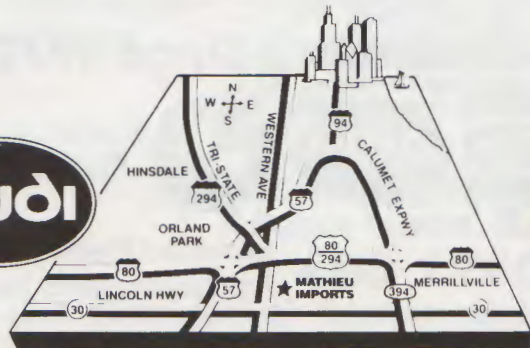 N
W E
S
94
WESTERN AVE
TRI-STATE
CALUMET EXPWY
HINSDALE
294
57
ORLAND
PARK
80
294
80
80
57
★ MATHIEU
IMPORTS
394
MERRILLVILLE
LINCOLN HWY
30
30